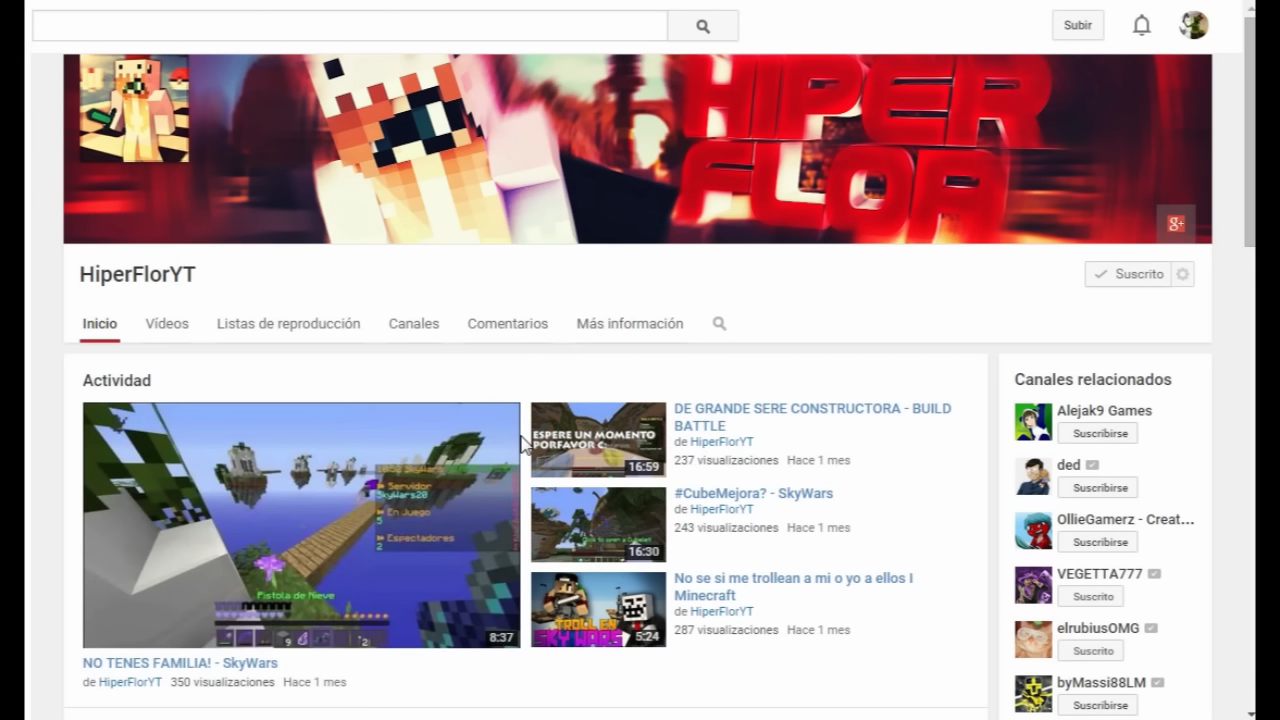 Subir
HIPER
FLOR
g+
HiperFlorYT
Suscrito
Inicio
Vídeos
Listas de reproducción
Canales
Comentarios
Más información
Actividad
Servidor
SkyWars20
En Juego
5
Espectadores
2
Pistola de Nieve
9
2
8:37
NO TENES FAMILIA! - SkyWars
de HiperFlorYT 350 visualizaciones Hace 1 mes
ESPERE UN MOMENTO
PORFAVOR C:
16:59
DE GRANDE SERE CONSTRUCTORA - BUILD
BATTLE
de HiperFlorYT
237 visualizaciones Hace 1 mes
16:30
#CubeMejora? - SkyWars
de HiperFlorYT
243 visualizaciones Hace 1 mes
TROLL EN
SKY WARS
5:24
No se si me trollean a mi o yo a ellos I
Minecraft
de HiperFlorYT
287 visualizaciones Hace 1 mes
Canales relacionados
Alejak9 Games
Suscribirse
ded
Suscribirse
OllieGamerz - Creat...
Suscribirse
VEGETTA777
Suscrito
elrubiusOMG
Suscrito
byMassi88LM
Suscribirse